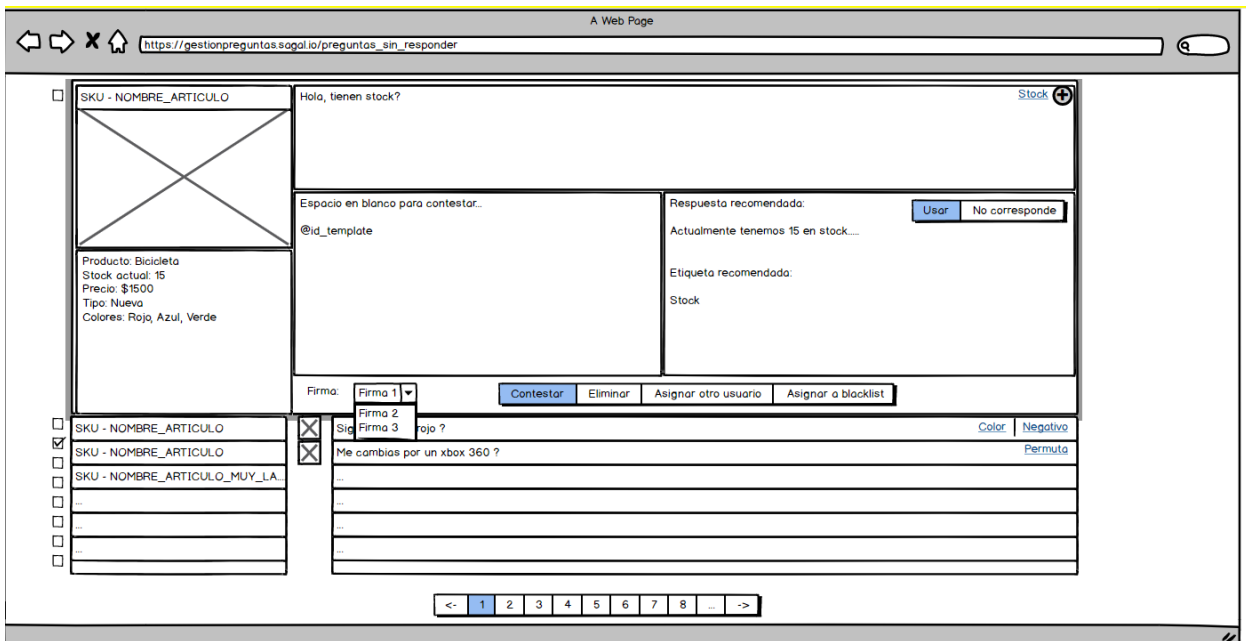 A Web Page
https://gestionpreguntas.sagal.io/preguntas_sin_responder
SKU - NOMBRE_ARTICULO
Hola, tienen stock?
Stock
Producto: Bicicleta
Stock actual: 15
Precio: $1500
Tipo: Nueva
Colores: Rojo, Azul, Verde
Espacio en blanco para contestar...
@id_template
Respuesta recomendada:
Usar No corresponde
Actualmente tenemos 15 en stock.....
Etiqueta recomendada:
Stock
Firma: Firma 1
Firma 2
Firma 3
Contestar Eliminar Asignar otro usuario Asignar a blacklist
SKU - NOMBRE_ARTICULO
rojo ? Color Negativo
SKU - NOMBRE_ARTICULO
Me cambias por un xbox 360 ? Permuta
SKU - NOMBRE_ARTICULO_MUY_LA...
...
...
...
...
...
...
...
<- 1 2 3 4 5 6 7 8 ... ->